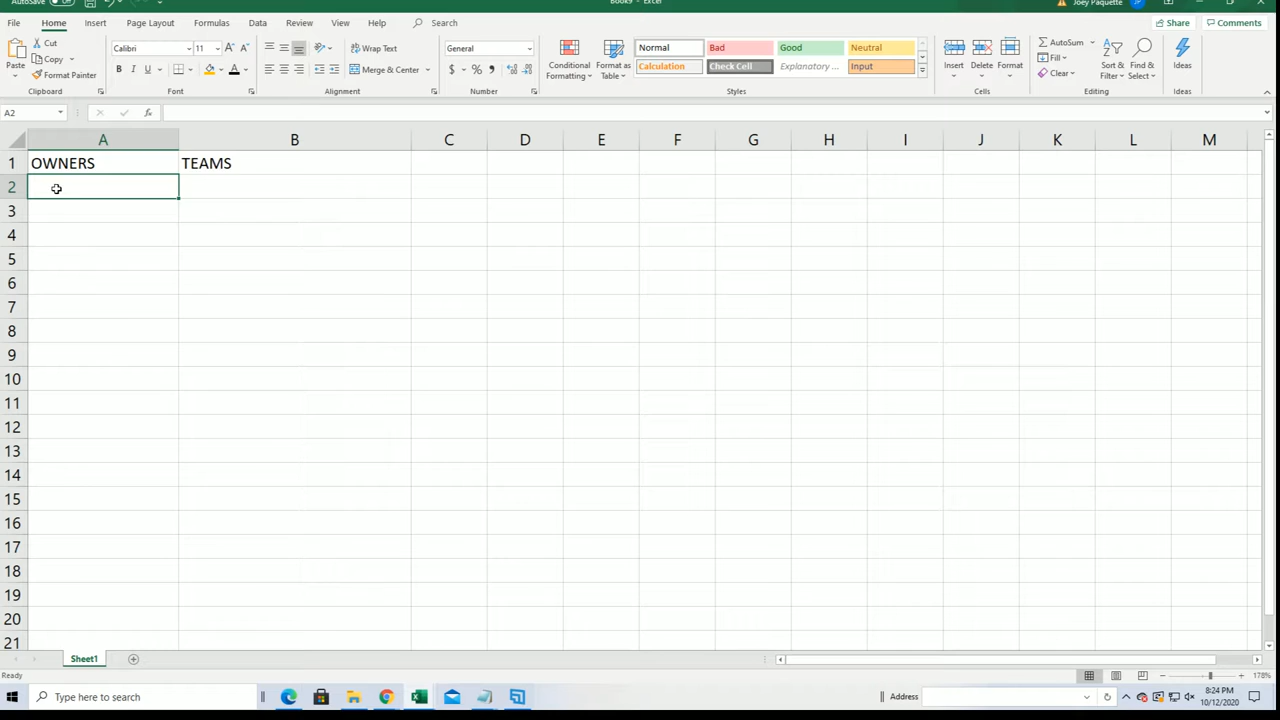 AutoSave Off
Book9 - Excel
Joey Paquette JP
File Home Insert Page Layout Formulas Data Review View Help Search
Share Comments
Paste
Cut
Copy
Format Painter
Clipboard
Calibri 11 A A
B I U A
Font
Wrap Text
Merge & Center
Alignment
General
$ % ,
Number
Conditional Formatting
Format as Table
Normal Bad Good Neutral
Calculation Check Cell Explanatory ... Input
Styles
Insert Delete Format
Cells
AutoSum
Fill
Clear
Sort & Filter
Find & Select
Editing
Ideas
Ideas
A2 fx
A B C D E F G H I J K L M
1 OWNERS TEAMS
2
3
4
5
6
7
8
9
10
11
12
13
14
15
16
17
18
19
20
21
Sheet1
Ready
178%
Type here to search
Address
8:24 PM
10/12/2020